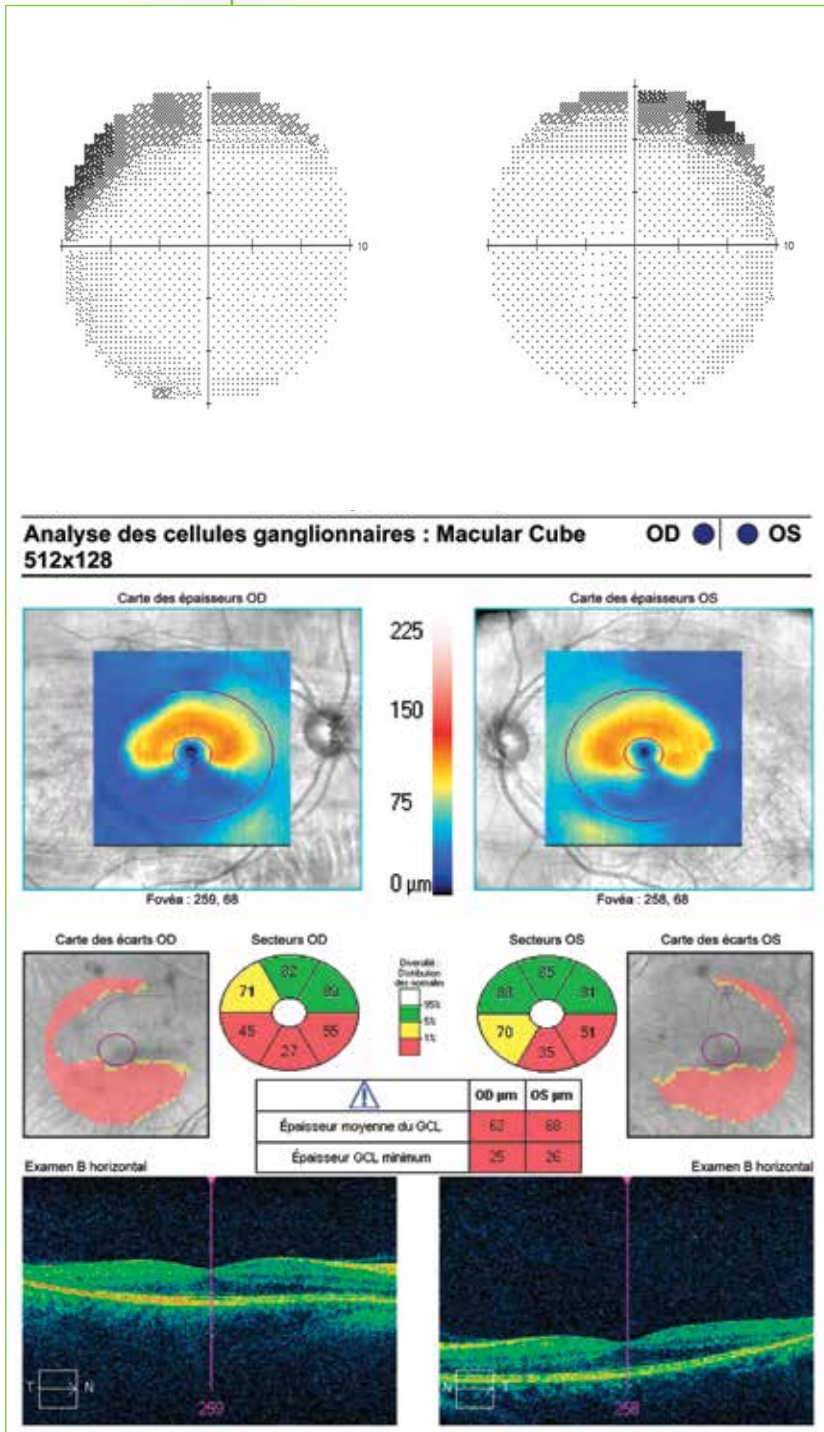 10
10
Analyse des cellules ganglionnaires : Macular Cube 512x128
OD
OS
Carte des épaisseurs OD
Carte des épaisseurs OS
225
150
75
0 µm
Fovéa : 259, 68
Fovéa : 258, 68
Carte des écarts OD
Secteurs OD
Diversifié :
Distribution
des normales
95%
5%
1%
Secteurs OS
Carte des écarts OS
82
71
89
45
55
27
85
88
81
70
51
35
OD µm
OS µm
Épaisseur moyenne du GCL
62
68
Épaisseur GCL minimum
25
26
Examen B horizontal
Examen B horizontal
T
N
259
N
T
258